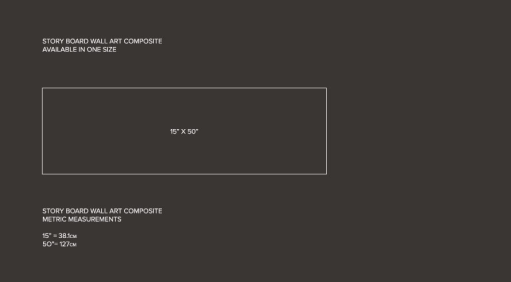 STORY BOARD WALL ART COMPOSITE
AVAILABLE IN ONE SIZE
15" X 50"
STORY BOARD WALL ART COMPOSITE
METRIC MEASUREMENTS
15" = 38.1CM
50"= 127CM